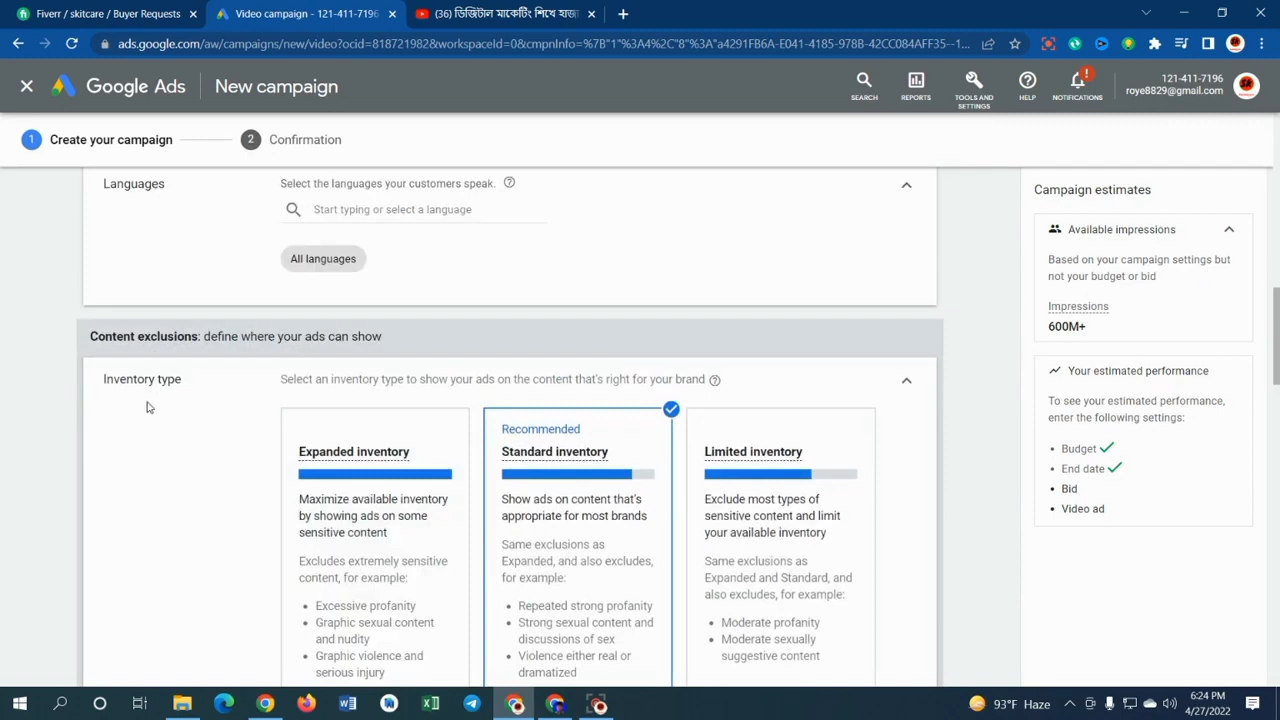 Fiverr / skitcare / Buyer Requests
Video campaign - 121-411-7196
(36) ডিজিটাল মার্কেটিং শিখে হাজা
ads.google.com/aw/campaigns/new/video?ocid=818721982&workspaceId=0&cmpnInfo=%7B"1"%3A4%2C"8"%3A"a4291FB6A-E041-4185-978B-42CC084AFF35--1...
Google Ads
New campaign
SEARCH
REPORTS
TOOLS AND SETTINGS
HELP
NOTIFICATIONS
121-411-7196
roye8829@gmail.com
1 Create your campaign
2 Confirmation
Languages
Select the languages your customers speak.
Start typing or select a language
All languages
Content exclusions: define where your ads can show
Inventory type
Select an inventory type to show your ads on the content that's right for your brand
Expanded inventory
Maximize available inventory
by showing ads on some
sensitive content
Excludes extremely sensitive
content, for example:
• Excessive profanity
• Graphic sexual content
and nudity
• Graphic violence and
serious injury
Recommended
Standard inventory
Show ads on content that's
appropriate for most brands
Same exclusions as
Expanded, and also excludes,
for example:
• Repeated strong profanity
• Strong sexual content and
discussions of sex
• Violence either real or
dramatized
Limited inventory
Exclude most types of
sensitive content and limit
your available inventory
Same exclusions as
Expanded and Standard, and
also excludes, for example:
• Moderate profanity
• Moderate sexually
suggestive content
Campaign estimates
Available impressions
Based on your campaign settings but
not your budget or bid
Impressions
600M+
Your estimated performance
To see your estimated performance,
enter the following settings:
• Budget
• End date
• Bid
• Video ad
93°F Haze
6:24 PM
4/27/2022